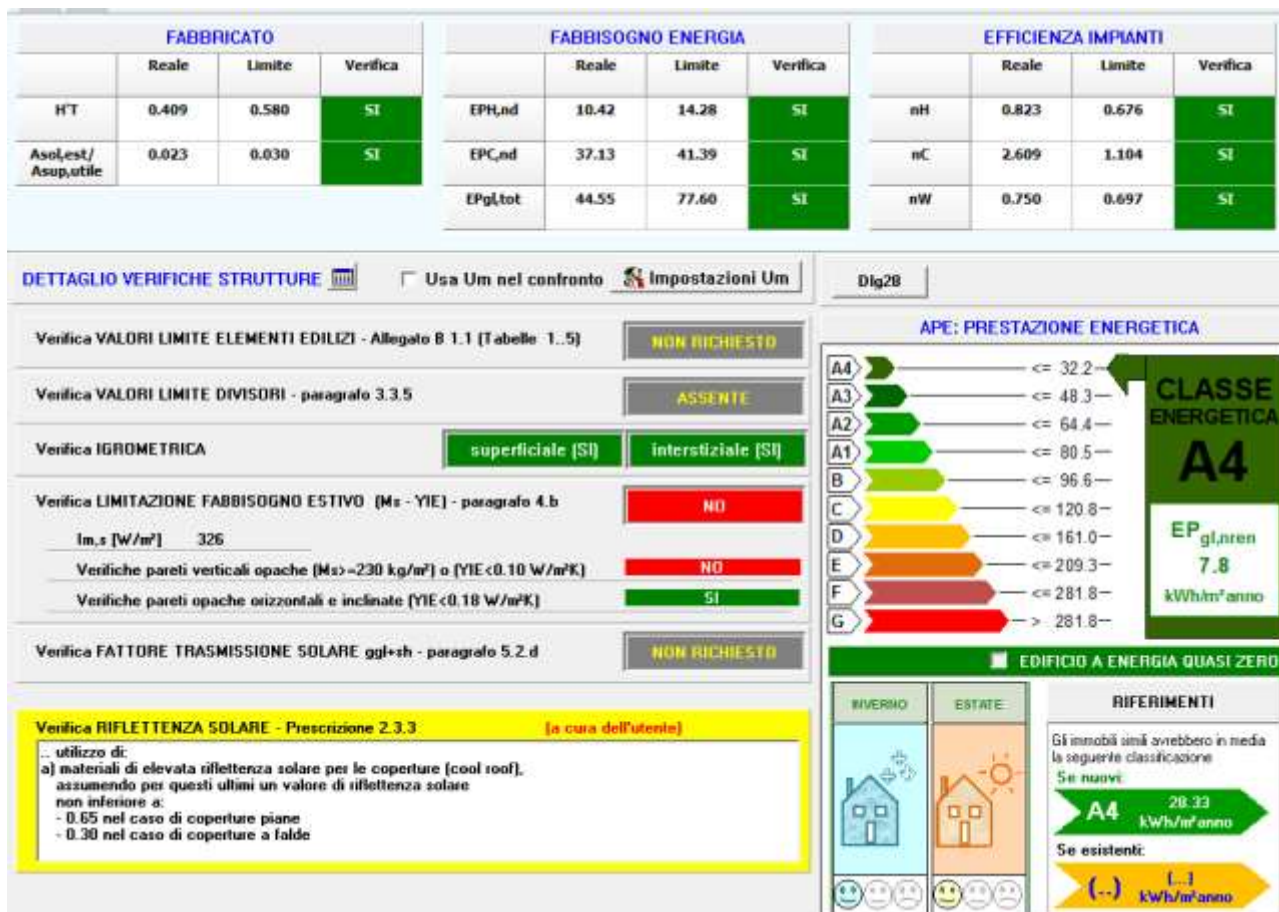 FABBRICATO
Reale Limite Verifica
H'T 0.409 0.580 SI
Asol,est/ 0.023 0.030 SI
Asup,utile
FABBISOGNO ENERGIA
Reale Limite Verifica
EPH,nd 10.42 14.28 SI
EPC,nd 37.13 41.39 SI
EPgl,tot 44.55 77.60 SI
EFFICIENZA IMPIANTI
Reale Limite Verifica
nH 0.823 0.676 SI
nC 2.609 1.104 SI
nW 0.750 0.697 SI
DETTAGLIO VERIFICHE STRUTTURE Usa Um nel confronto Impostazioni Um
Verifica VALORI LIMITE ELEMENTI EDILIZI - Allegato B 1.1 (Tabelle 1..5) NON RICHIESTO
Verifica VALORI LIMITE DIVISORI - paragrafo 3.3.5 ASSENTE
Verifica IGROMETRICA superficiale (SI) interstiziale (SI)
Verifica LIMITAZIONE FABBISOGNO ESTIVO (Ms - YIE) - paragrafo 4.b NO
Im,s [W/m²] 326
Verifiche pareti verticali opache (Ms>=230 kg/m²) o (YIE<0.10 W/m²K) NO
Verifiche pareti opache orizzontali e inclinate (YIE<0.18 W/m²K) SI
Verifica FATTORE TRASMISSIONE SOLARE ggl+sh - paragrafo 5.2.d NON RICHIESTO
Verifica RIFLETTENZA SOLARE - Prescrizione 2.3.3 (a cura dell'utente)
.. utilizzo di:
a) materiali di elevata riflettenza solare per le coperture (cool roof),
assumendo per questi ultimi un valore di riflettenza solare
non inferiore a:
- 0.65 nel caso di coperture piane
- 0.30 nel caso di coperture a falde
Dlg28
APE: PRESTAZIONE ENERGETICA
A4 <= 32.2
A3 <= 48.3
A2 <= 64.4
A1 <= 80.5
B <= 96.6
C <= 120.8
D <= 161.0
E <= 209.3
F <= 281.8
G > 281.8
CLASSE
ENERGETICA
A4
EPgl,nren
7.8
kWh/m²anno
EDIFICIO A ENERGIA QUASI ZERO
INVERNO ESTATE
RIFERIMENTI
Gli immobili simili avrebbero in media
la seguente classificazione
Se nuovi:
A4 28.33
kWh/m²anno
Se esistenti:
(..) (...)
kWh/m²anno